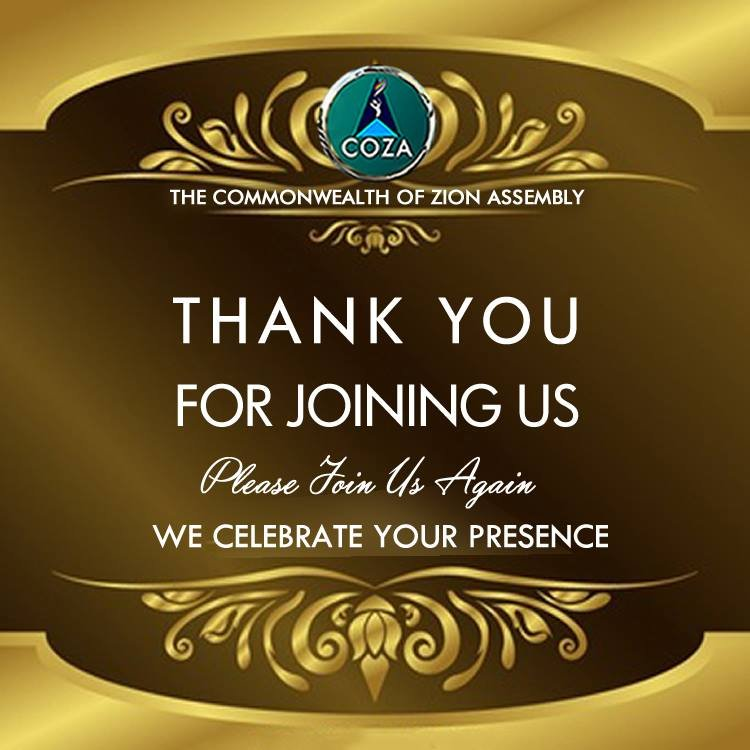 COZA
THE COMMONWEALTH OF ZION ASSEMBLY
THANK YOU
FOR JOINING US
Please Join Us Again
WE CELEBRATE YOUR PRESENCE